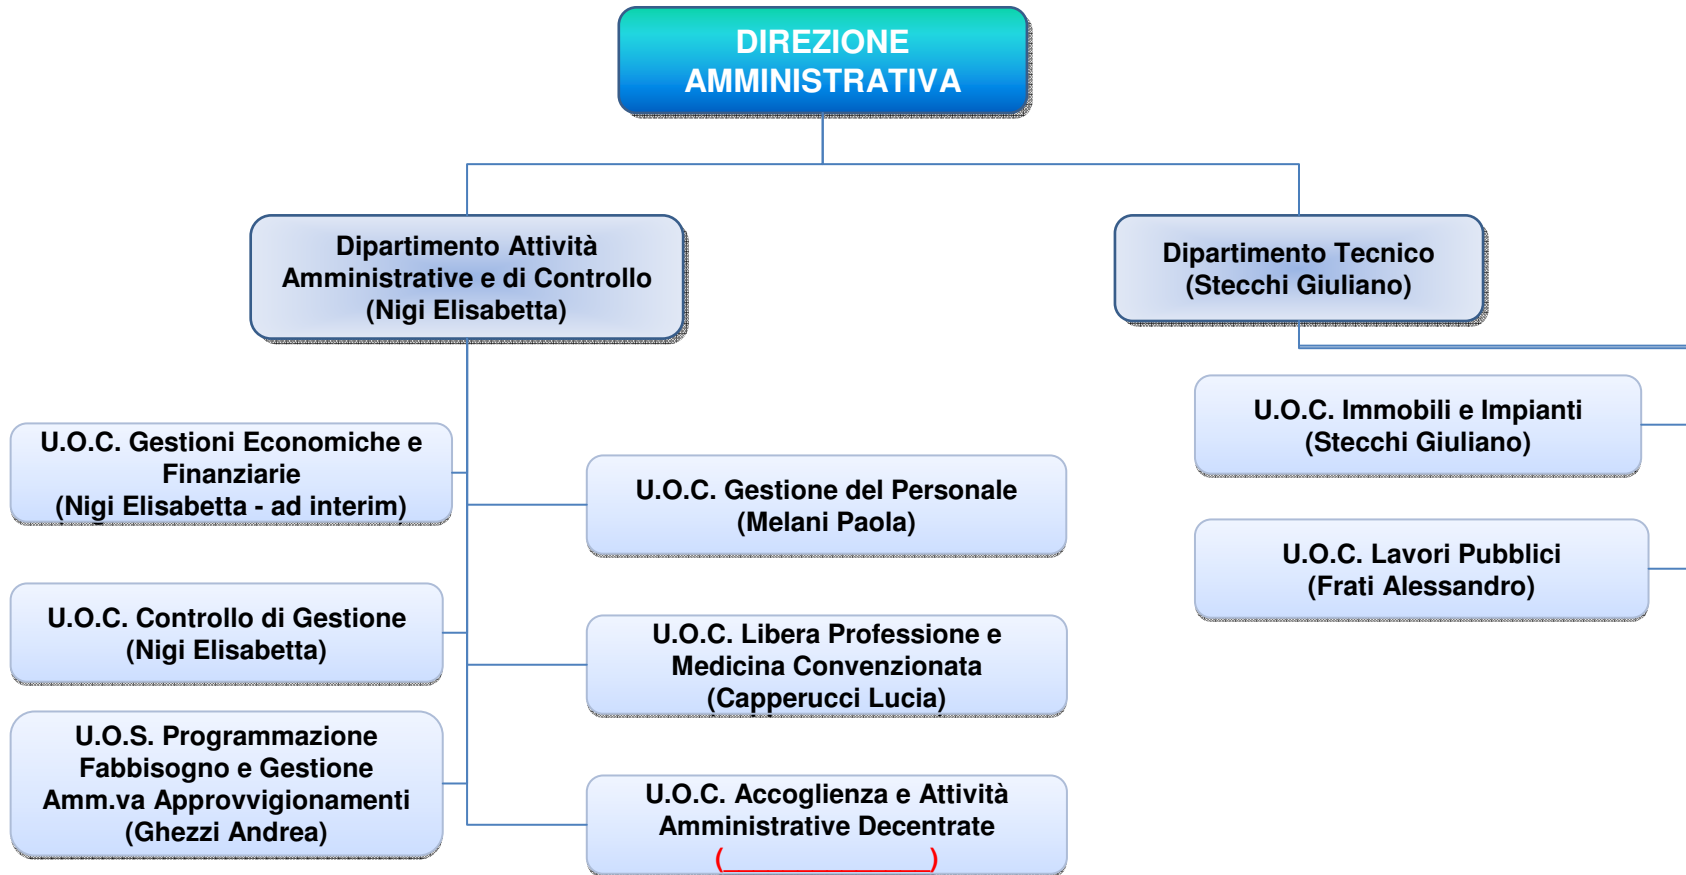 DIREZIONE
AMMINISTRATIVA
Dipartimento Attività
Amministrative e di Controllo
(Nigi Elisabetta)
Dipartimento Tecnico
(Stecchi Giuliano)
U.O.C. Gestioni Economiche e
Finanziarie
(Nigi Elisabetta - ad interim)
U.O.C. Controllo di Gestione
(Nigi Elisabetta)
U.O.S. Programmazione
Fabbisogno e Gestione
Amm.va Approvvigionamenti
(Ghezzi Andrea)
U.O.C. Gestione del Personale
(Melani Paola)
U.O.C. Libera Professione e
Medicina Convenzionata
(Capperucci Lucia)
U.O.C. Accoglienza e Attività
Amministrative Decentrate
(______________)
U.O.C. Immobili e Impianti
(Stecchi Giuliano)
U.O.C. Lavori Pubblici
(Frati Alessandro)